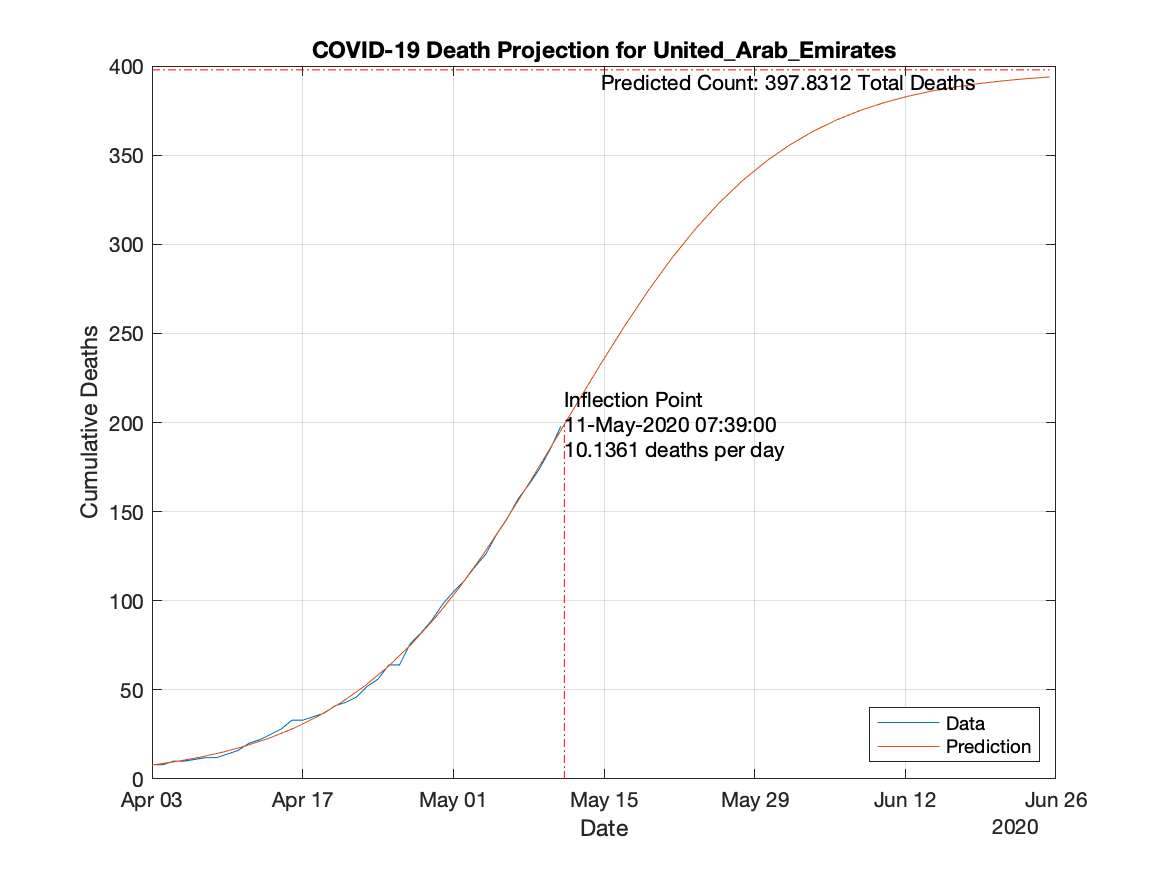 COVID-19 Death Projection for United_Arab_Emirates
400
Predicted Count: 397.8312 Total Deaths
350
300
250
Cumulative Deaths
Inflection Point
200
11-May-2020 07:39:00
10.1361 deaths per day
150
100
50
Data
Prediction
0
Apr 03
Apr 17
May 01
May 15
May 29
Jun 12
Jun 26
Date
2020